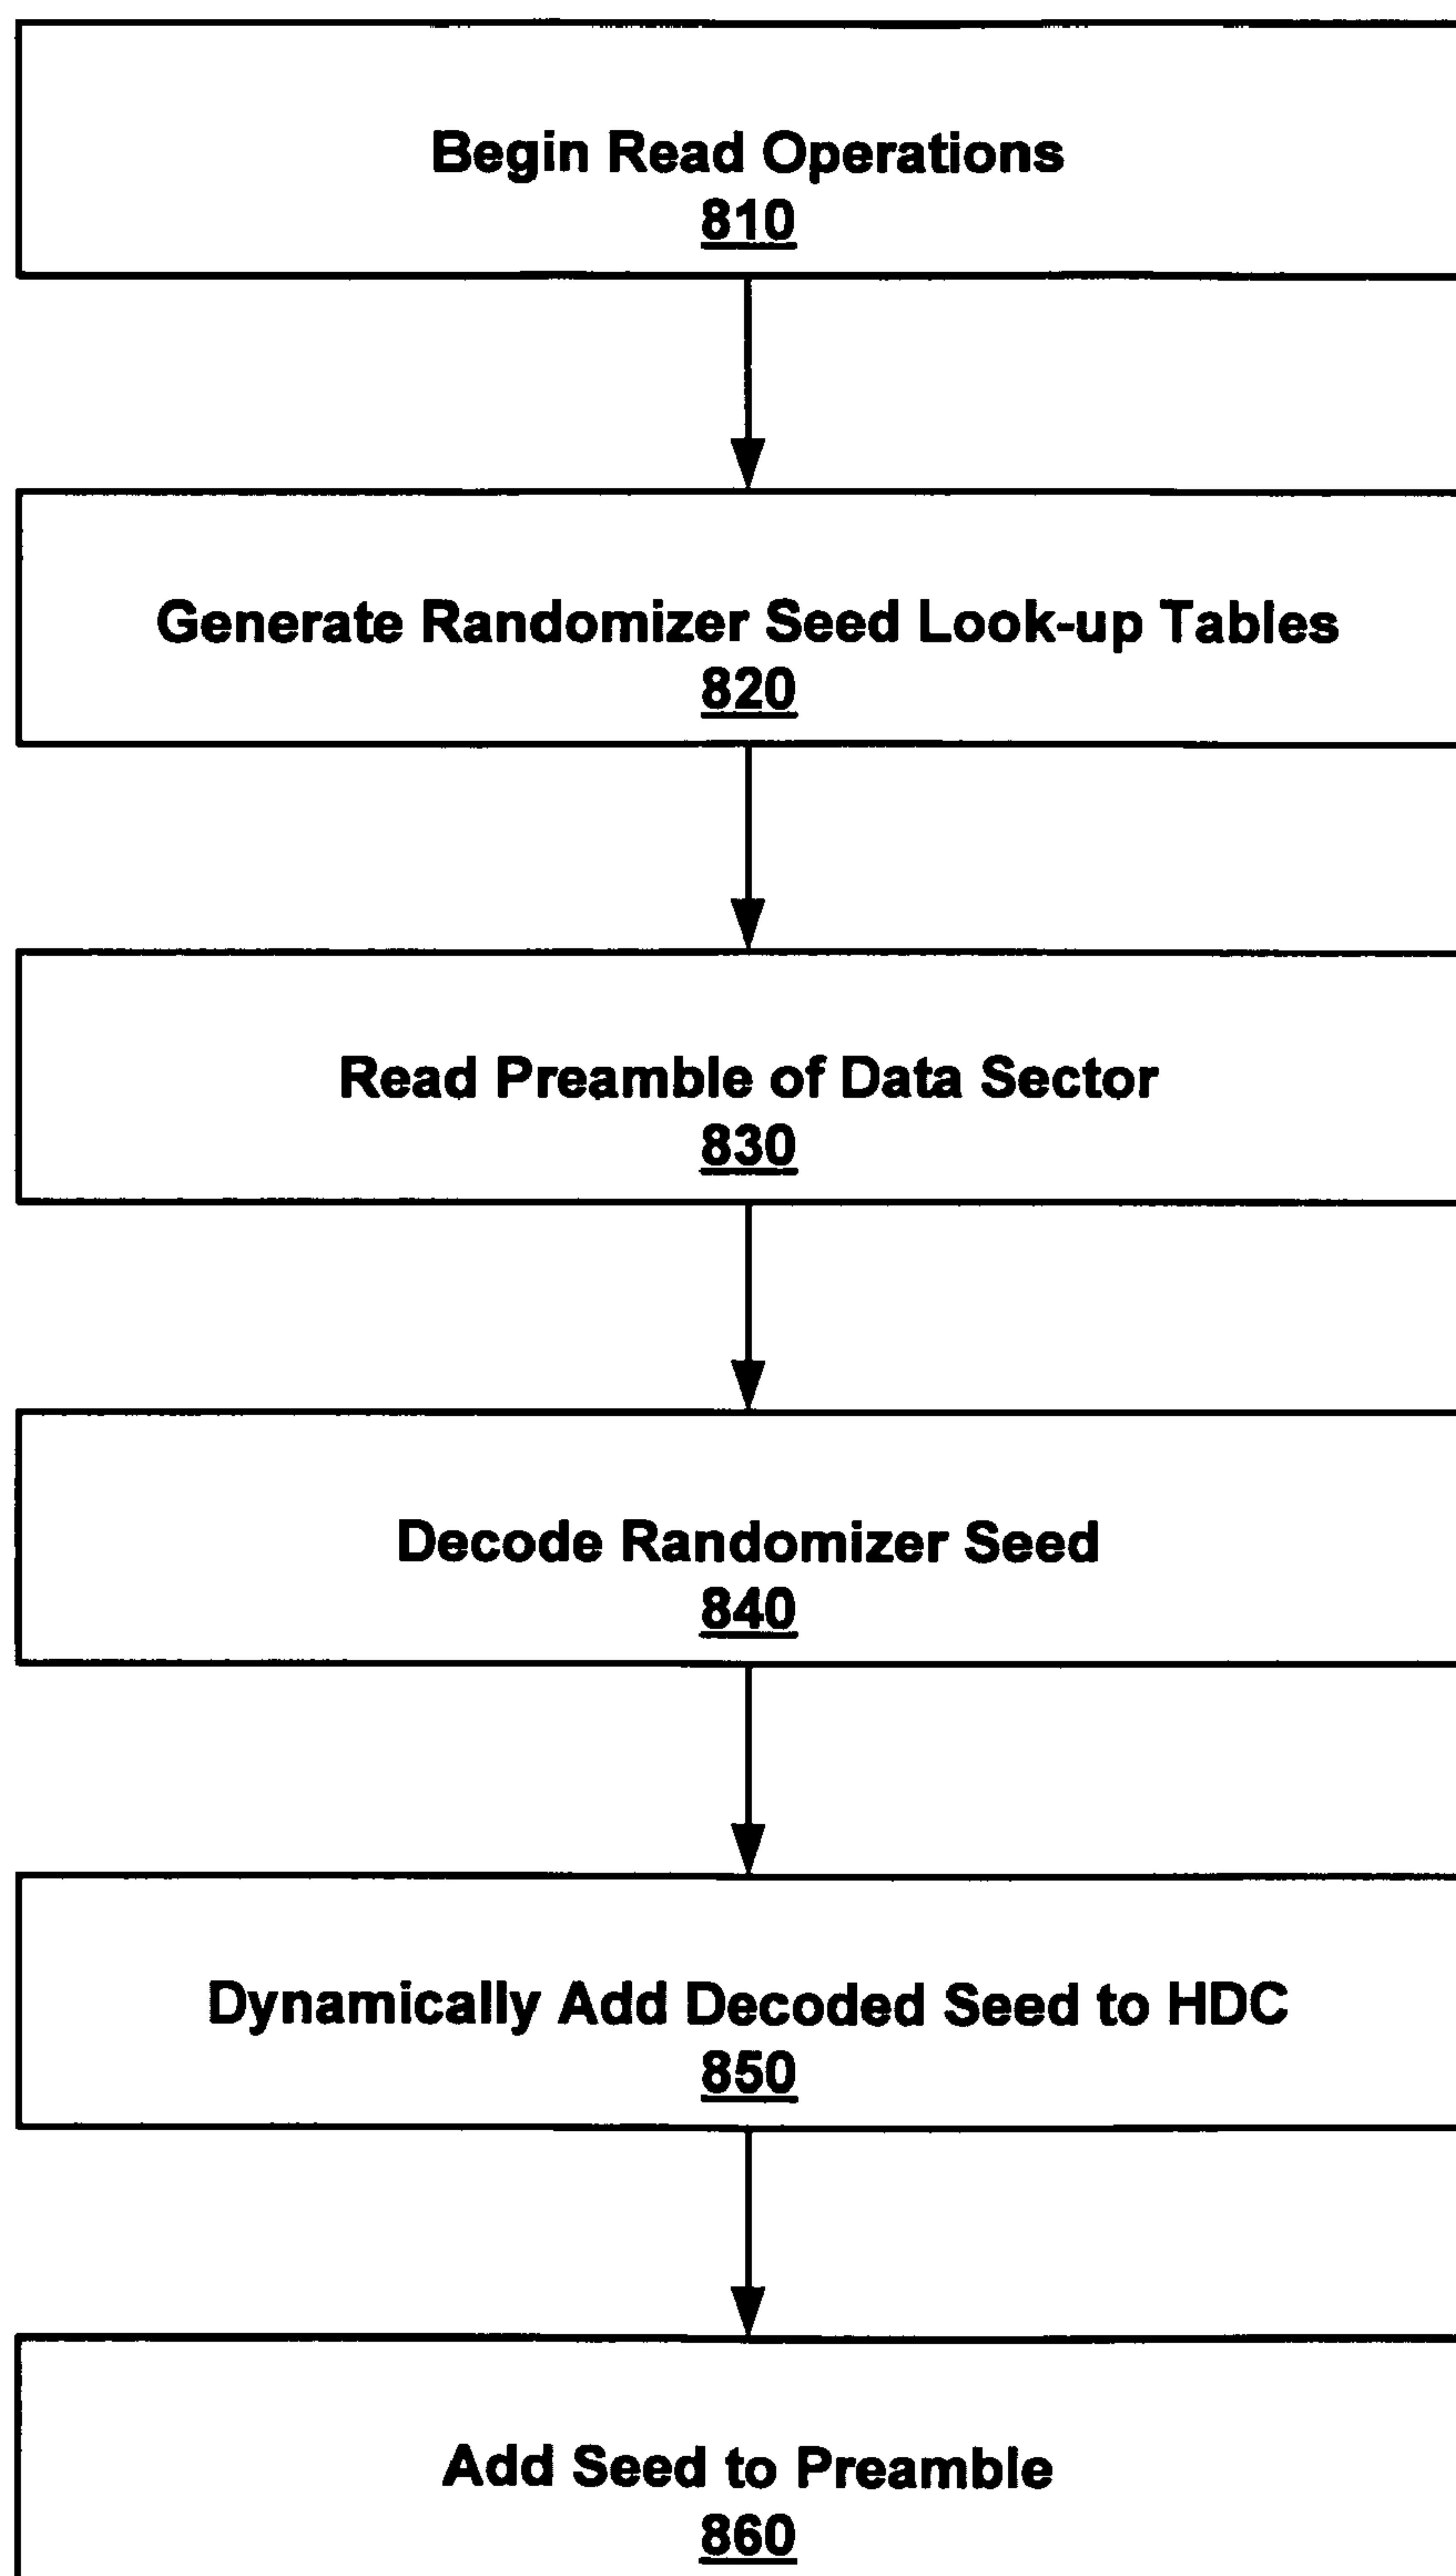 Begin Read Operations
810
Generate Randomizer Seed Look-up Tables
820
Read Preamble of Data Sector
830
Decode Randomizer Seed
840
Dynamically Add Decoded Seed to HDC
850
Add Seed to Preamble
860